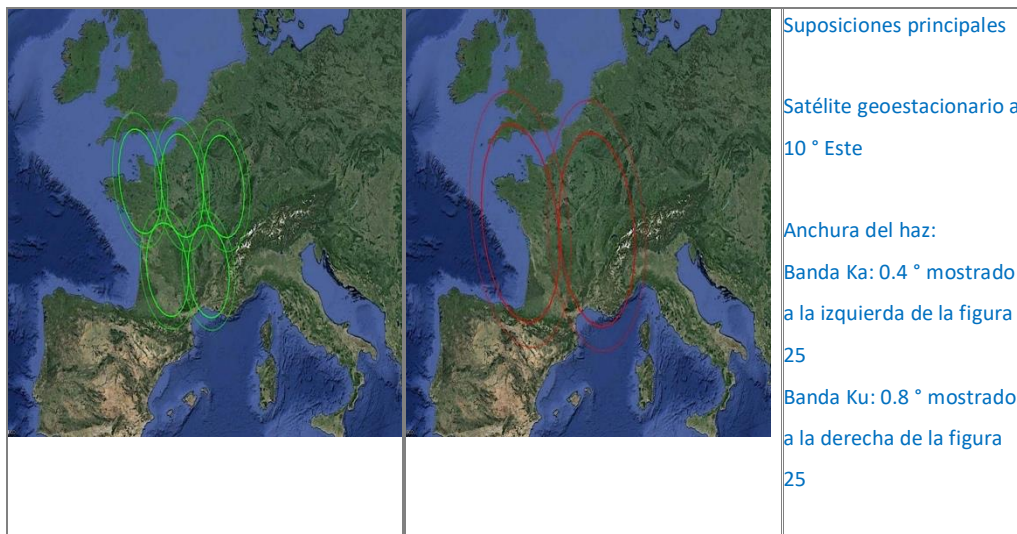 Suposiciones principales
Satélite geoestacionario a
10 ° Este
Anchura del haz:
Banda Ka: 0.4 ° mostrado
a la izquierda de la figura
25
Banda Ku: 0.8 ° mostrado
a la derecha de la figura
25